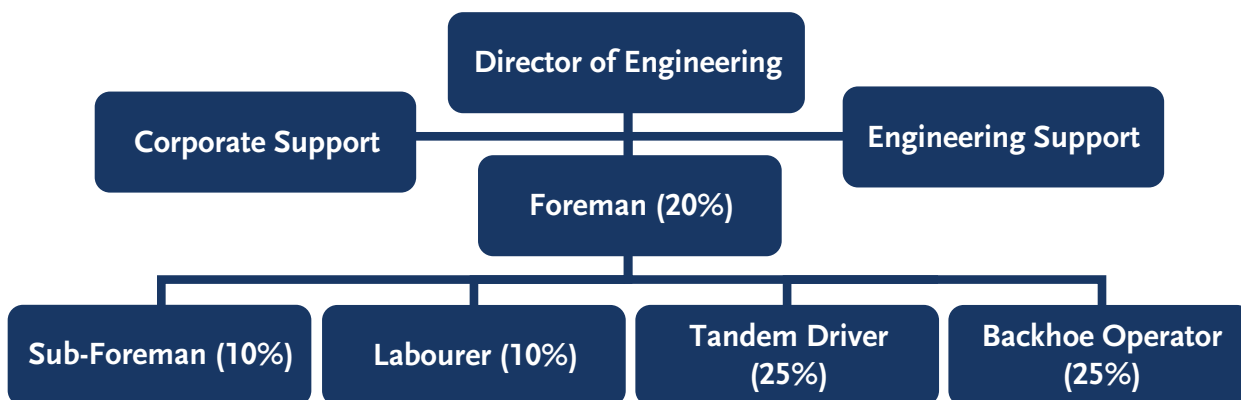 Director of Engineering
Corporate Support
Engineering Support
Foreman (20%)
Sub-Foreman (10%)
Labourer (10%)
Tandem Driver
(25%)
Backhoe Operator
(25%)